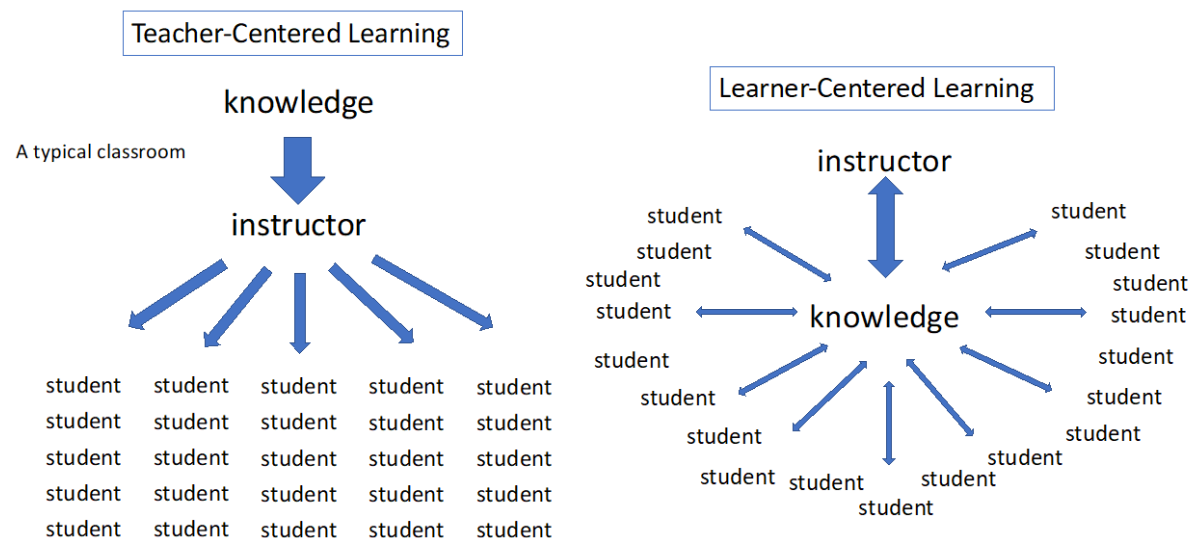 Teacher-Centered Learning
knowledge
A typical classroom
instructor
student student student student student
student student student student student
student student student student student
student student student student student
student student student student student
Learner-Centered Learning
instructor
student student
student student
student student
student knowledge student
student student
student student
student student
student student
student student
student